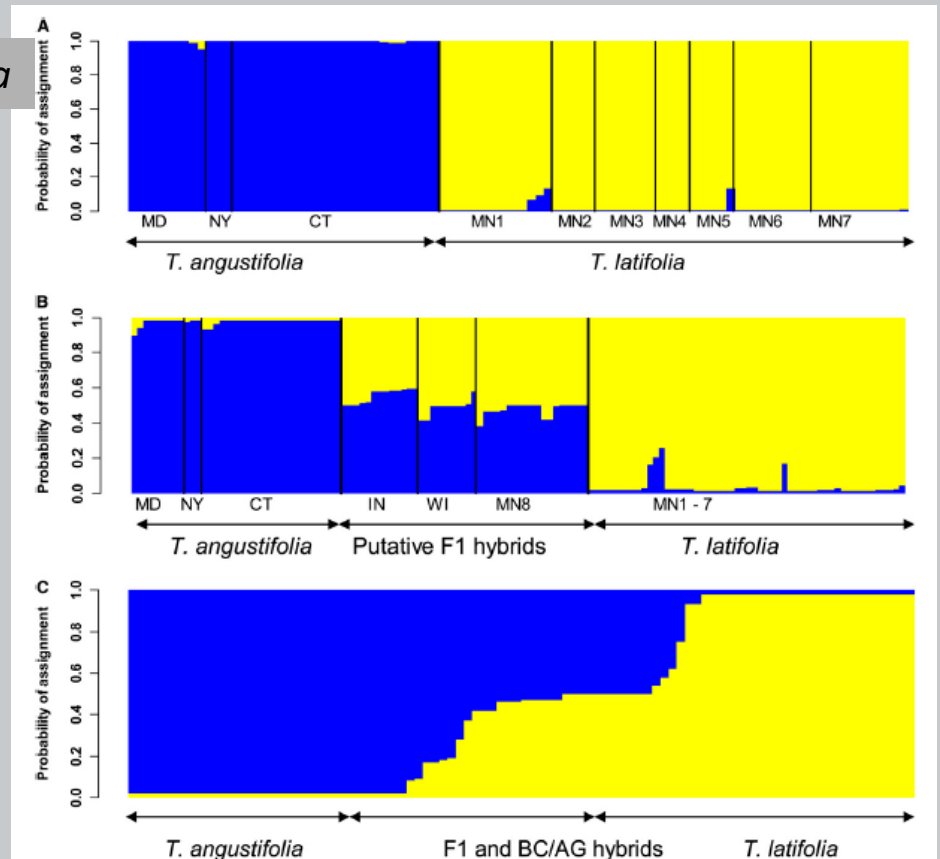 A
a
Probability of assignment
1.0
0.8
0.6
0.4
0.2
0.0
MD NY CT MN1 MN2 MN3 MN4 MN5 MN6 MN7
T. angustifolia T. latifolia
B
Probability of assignment
1.0
0.8
0.6
0.4
0.2
0.0
MD NY CT IN WI MN8 MN1 - 7
T. angustifolia Putative F1 hybrids T. latifolia
C
Probability of assignment
1.0
0.8
0.6
0.4
0.2
0.0
T. angustifolia F1 and BC/AG hybrids T. latifolia